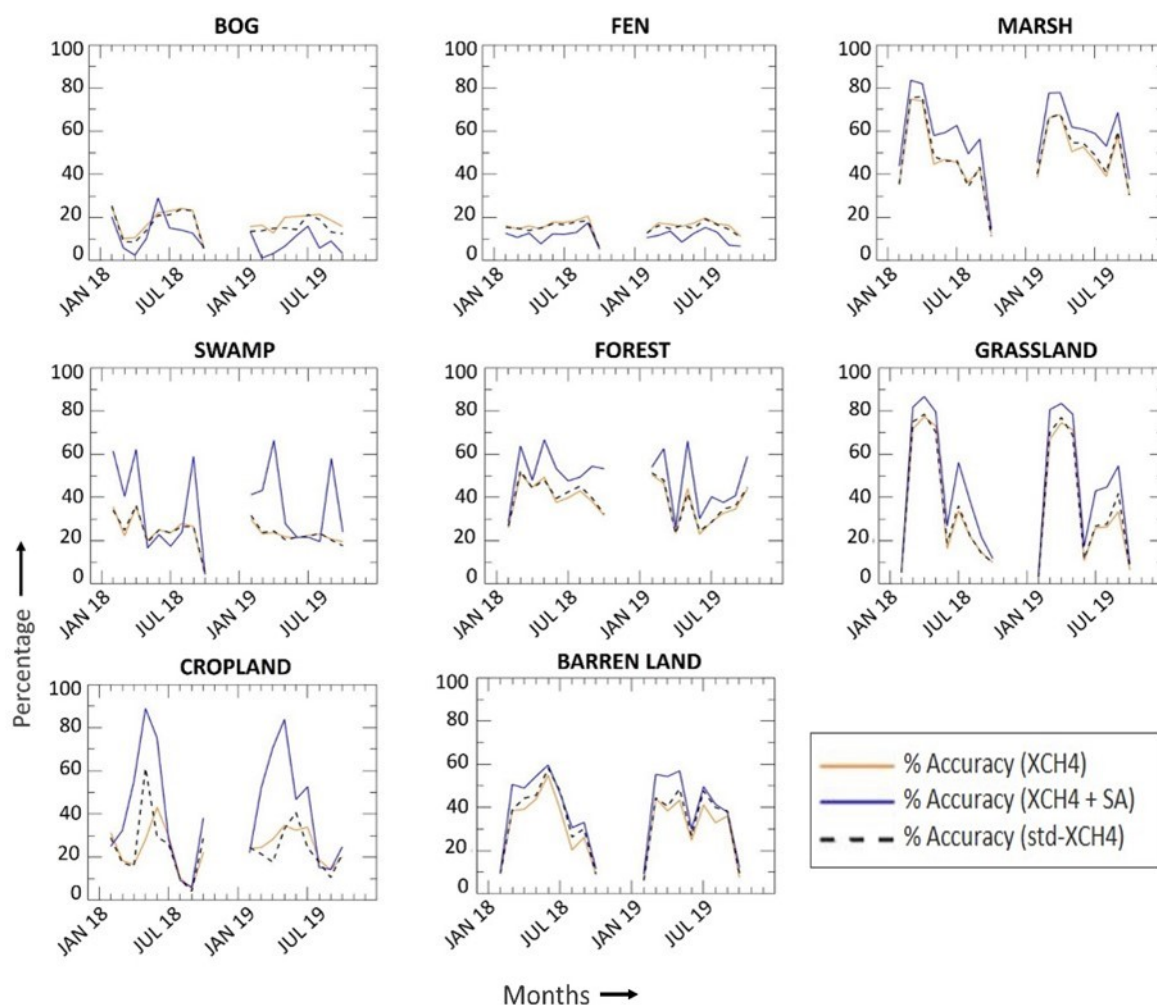 BOG
100
80
60
40
20
0
JAN 18
JUL 18
JAN 19
JUL 19
FEN
100
80
60
40
20
0
JAN 18
JUL 18
JAN 19
JUL 19
MARSH
100
80
60
40
20
0
JAN 18
JUL 18
JAN 19
JUL 19
SWAMP
100
80
60
40
20
0
JAN 18
JUL 18
JAN 19
JUL 19
FOREST
100
80
60
40
20
0
JAN 18
JUL 18
JAN 19
JUL 19
GRASSLAND
100
80
60
40
20
0
JAN 18
JUL 18
JAN 19
JUL 19
CROPLAND
100
80
60
40
20
0
JAN 18
JUL 18
JAN 19
JUL 19
BARREN LAND
100
80
60
40
20
0
JAN 18
JUL 18
JAN 19
JUL 19
% Accuracy (XCH4)
% Accuracy (XCH4 + SA)
% Accuracy (std-XCH4)
Percentage
Months